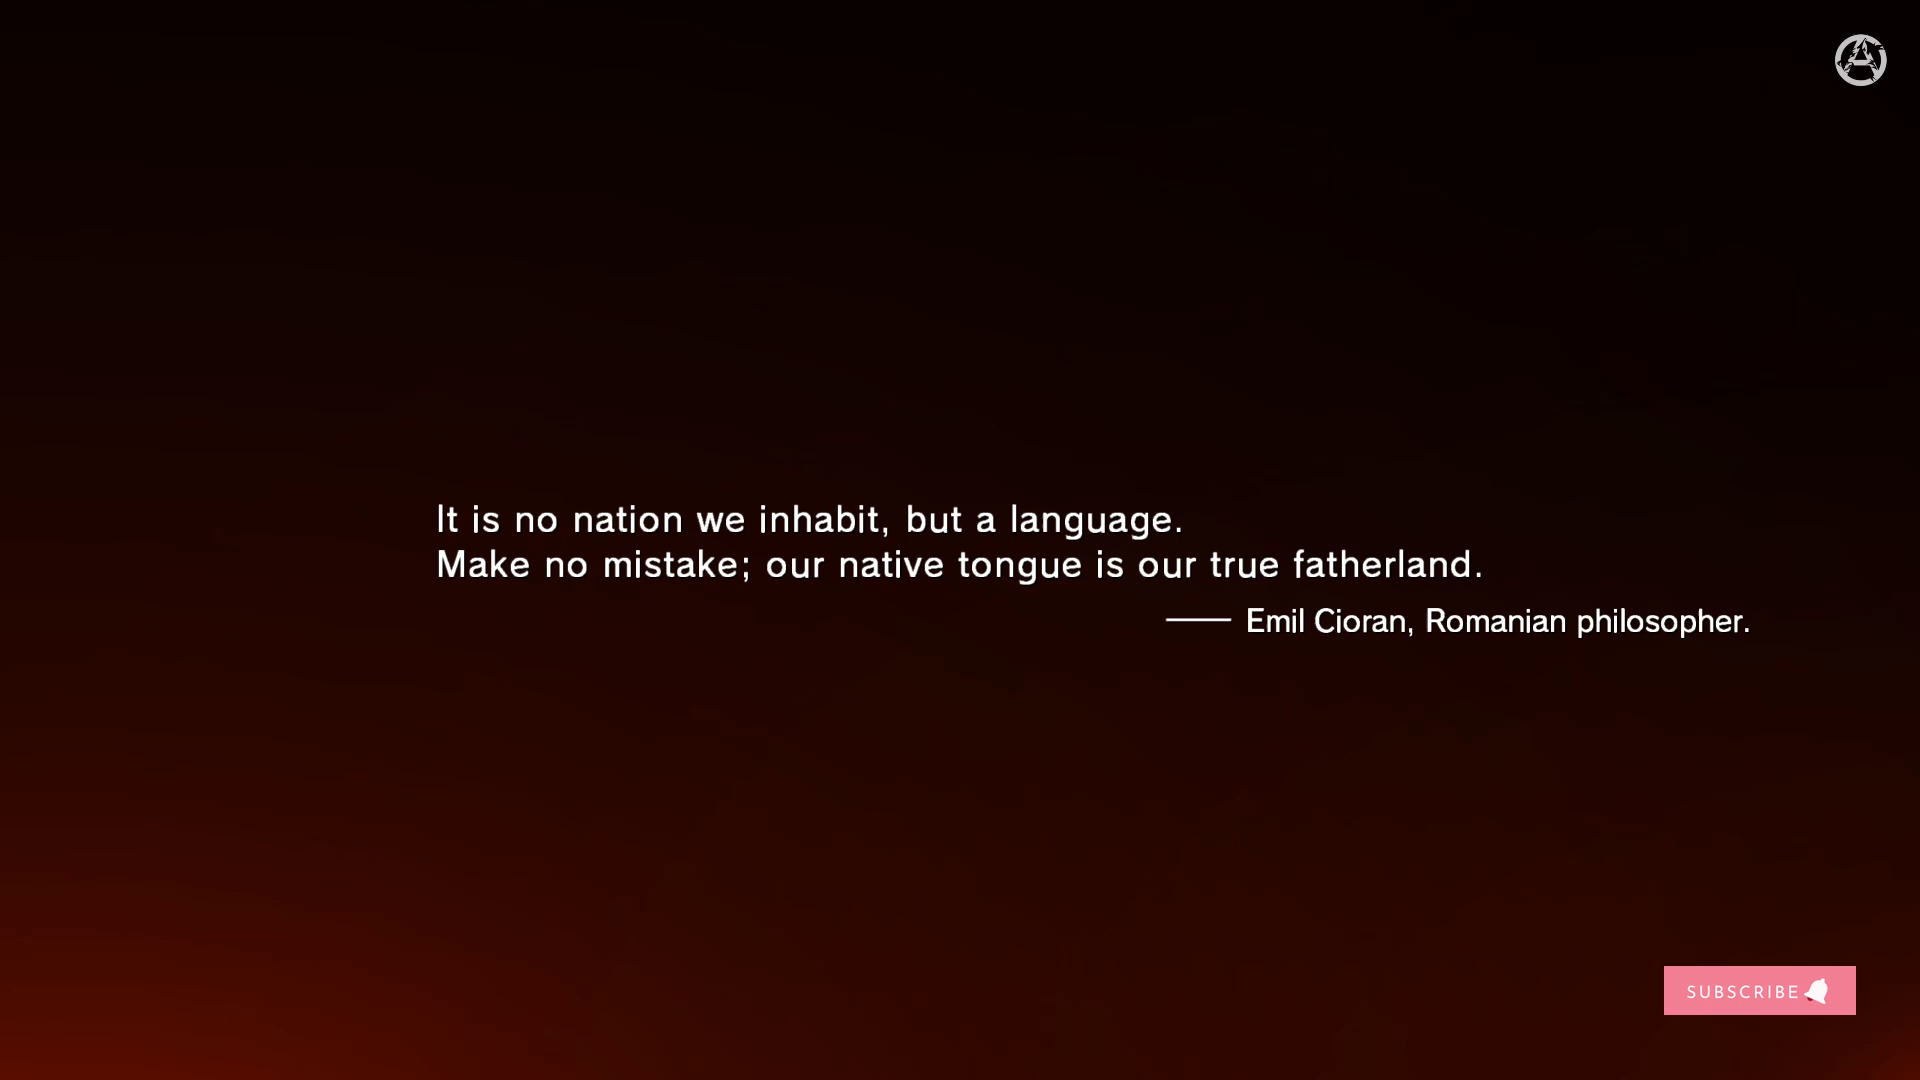 It is no nation we inhabit, but a language.
Make no mistake; our native tongue is our true fatherland.
—— Emil Cioran, Romanian philosopher.
SUBSCRIBE